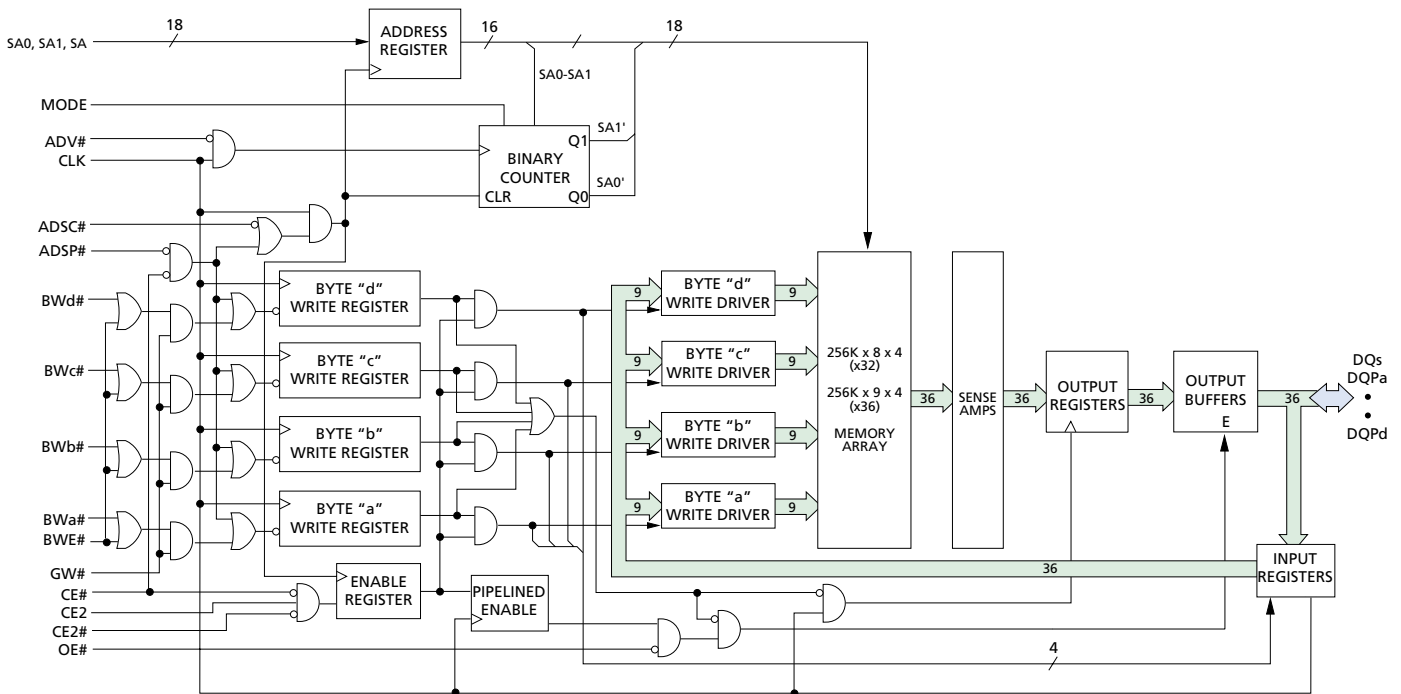 18
SA0, SA1, SA
ADDRESS
REGISTER
16
18
SA0-SA1
MODE
ADV#
CLK
BINARY
COUNTER
CLR
Q1
Q0
SA1'
SA0'
ADSC#
ADSP#
BWd#
BWc#
BWb#
BWa#
BWE#
GW#
CE#
CE2
CE2#
OE#
BYTE “d”
WRITE REGISTER
BYTE “c”
WRITE REGISTER
BYTE “b”
WRITE REGISTER
BYTE “a”
WRITE REGISTER
ENABLE
REGISTER
PIPELINED
ENABLE
9
BYTE “d”
WRITE DRIVER
9
9
BYTE “c”
WRITE DRIVER
9
9
BYTE “b”
WRITE DRIVER
9
9
BYTE “a”
WRITE DRIVER
9
256K x 8 x 4
(x32)
256K x 9 x 4
(x36)
MEMORY
ARRAY
36
SENSE
AMPS
36
OUTPUT
REGISTERS
36
OUTPUT
BUFFERS
E
36
DQs
DQPa
DQPd
INPUT
REGISTERS
36
4